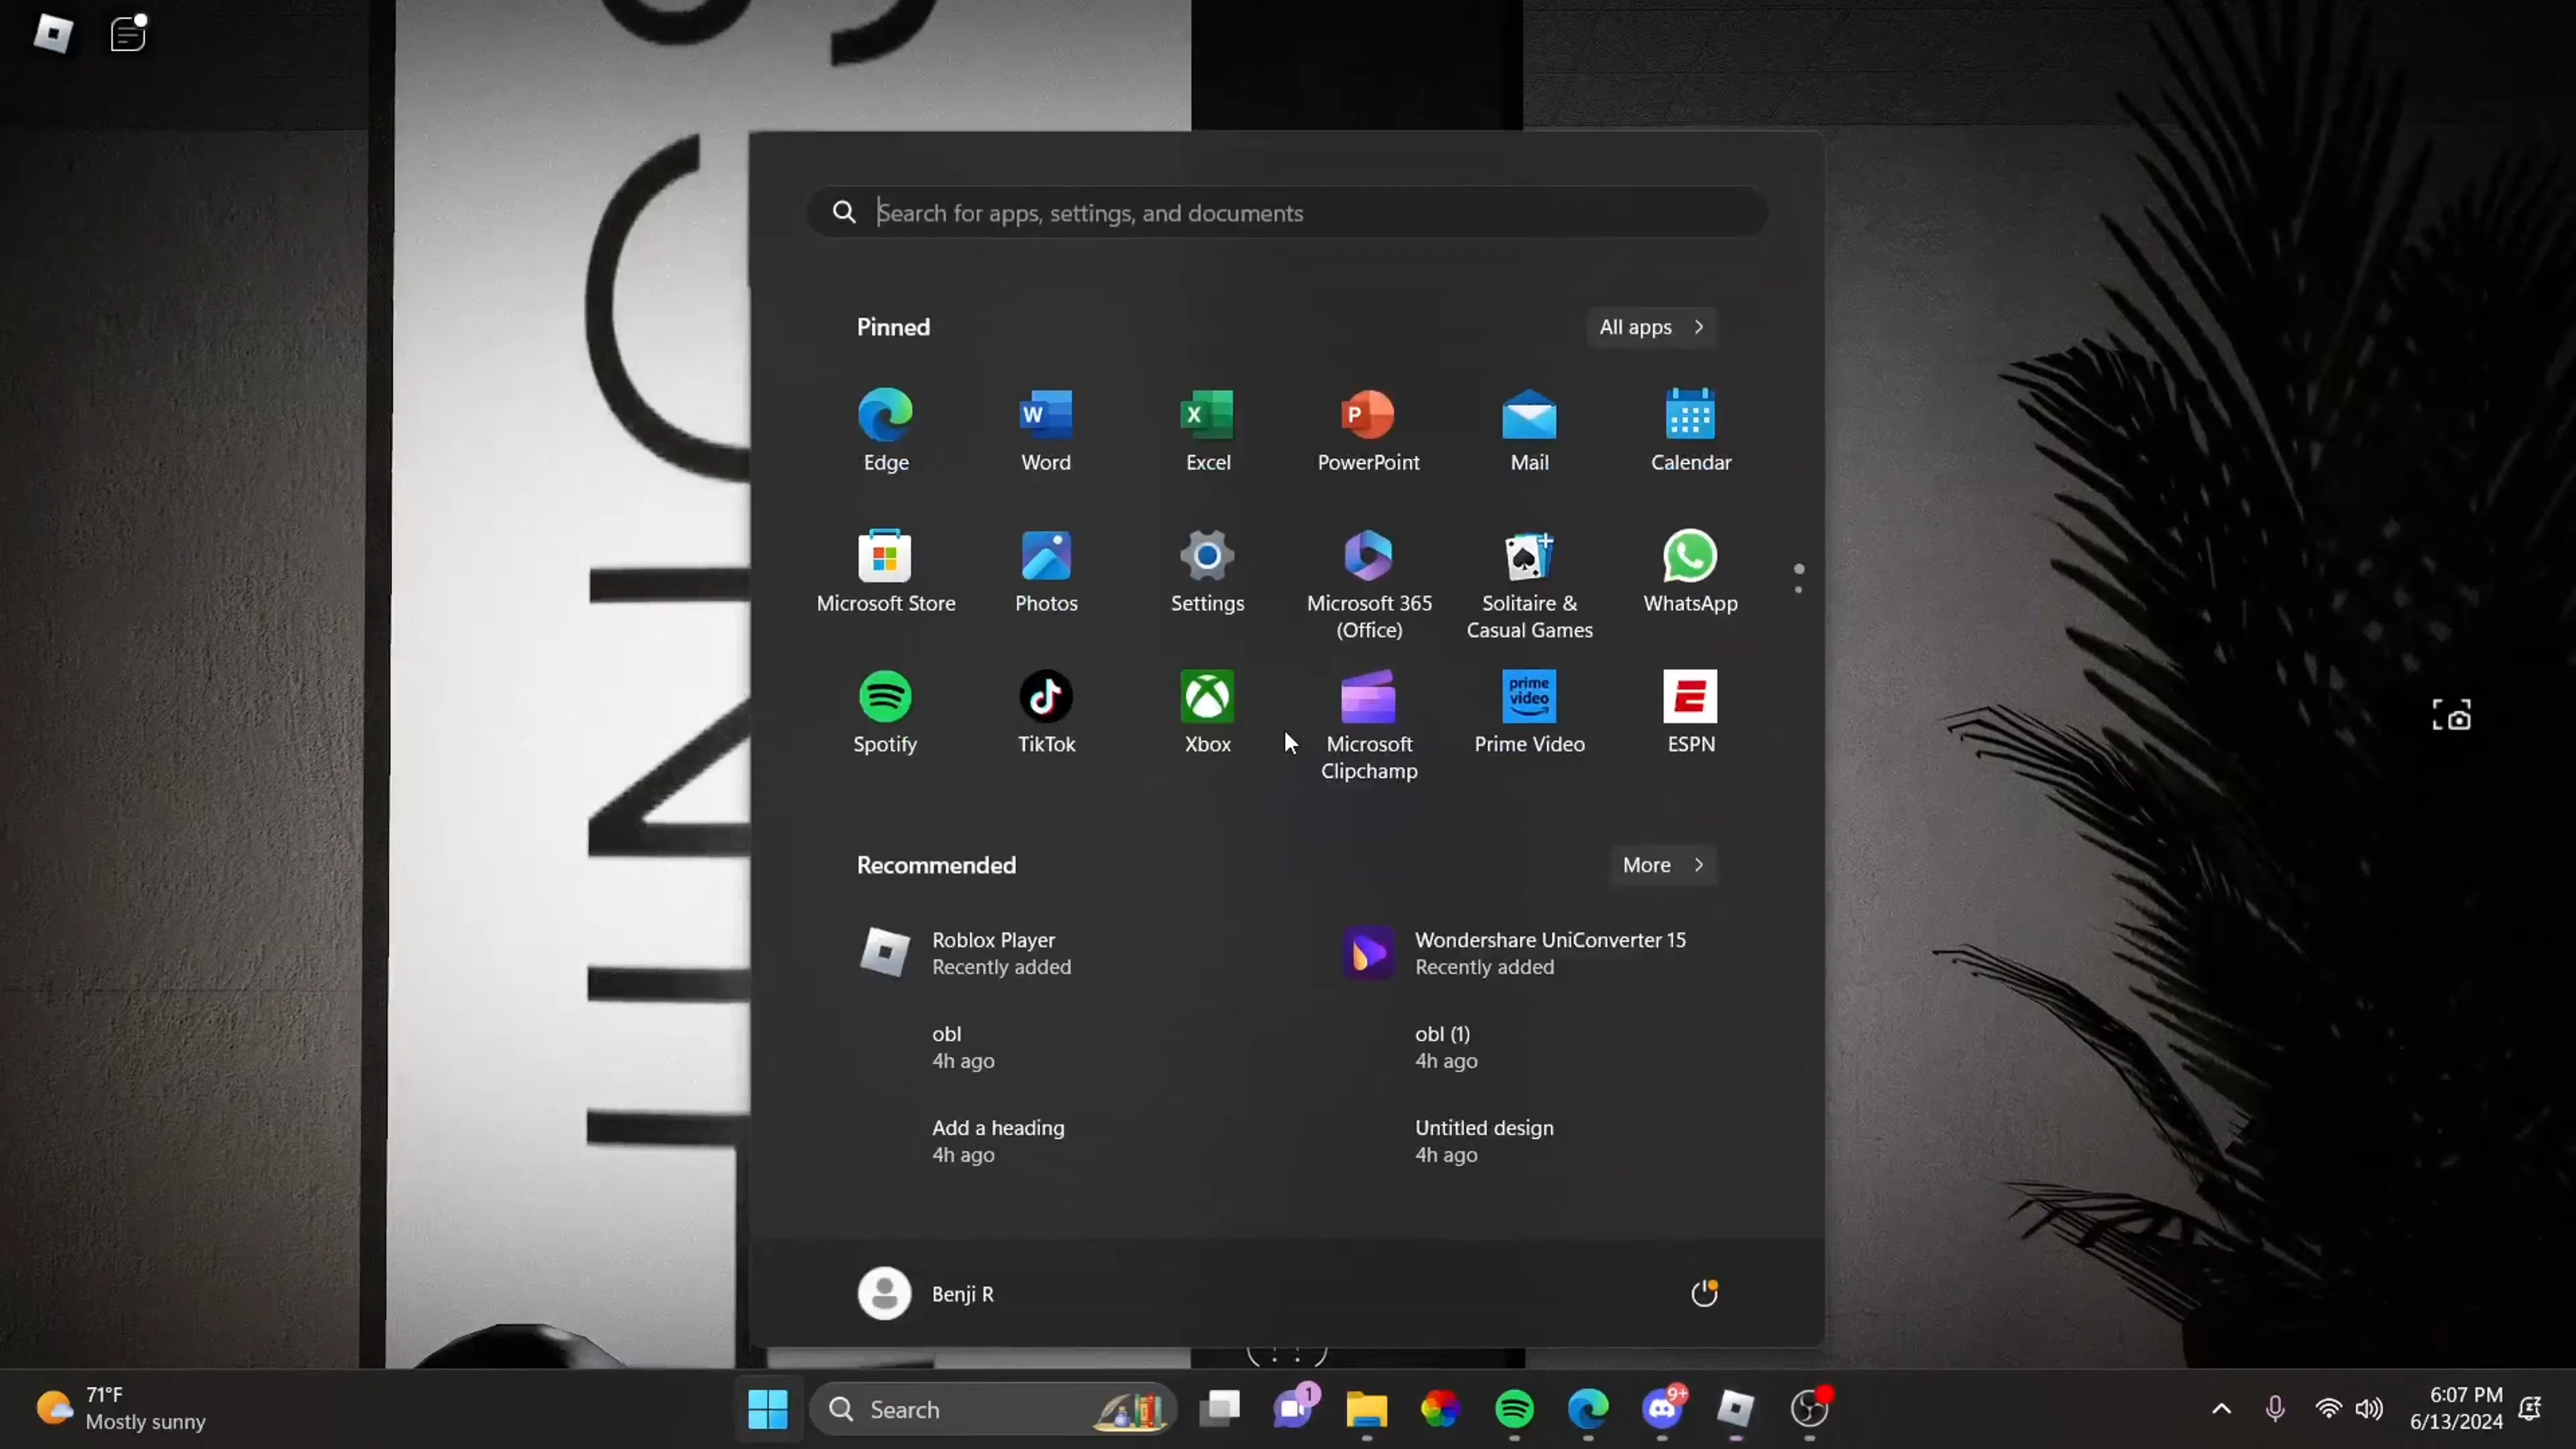 Search for apps, settings, and documents
Pinned
All apps
Edge
Word
Excel
PowerPoint
Mail
Calendar
Microsoft Store
Photos
Settings
Microsoft 365
(Office)
Solitaire &
Casual Games
WhatsApp
Spotify
TikTok
Xbox
Microsoft
Clipchamp
prime
video
Prime Video
ESPN
Recommended
More
Roblox Player
Recently added
Wondershare UniConverter 15
Recently added
obl
4h ago
obl (1)
4h ago
Add a heading
4h ago
Untitled design
4h ago
Benji R
71°F
Mostly sunny
Search
1
9+
6:07 PM
6/13/2024